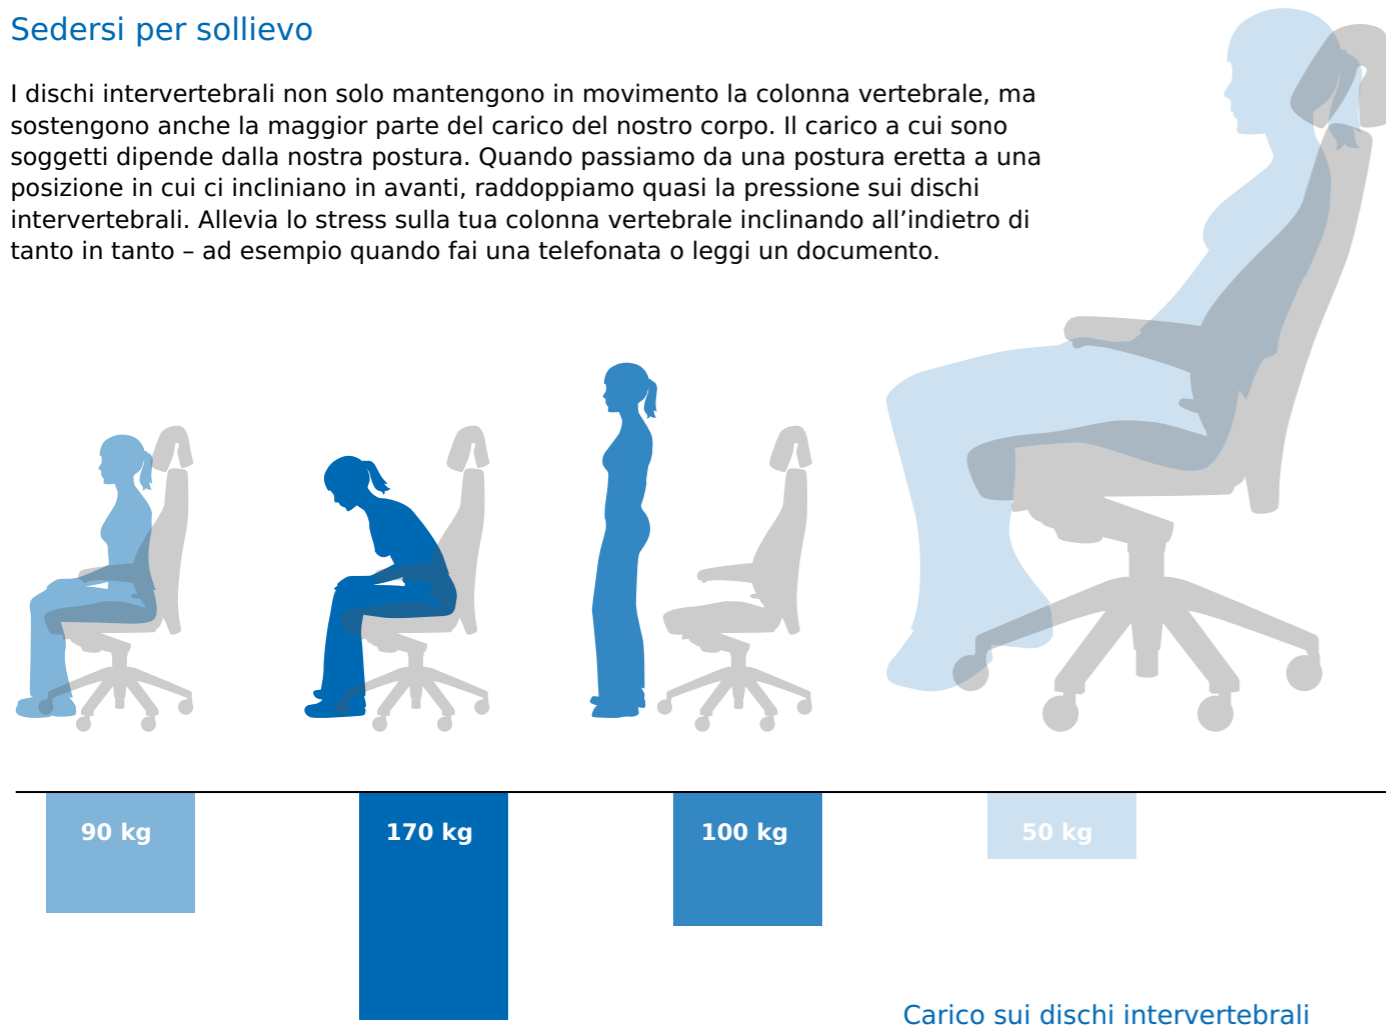 Sedersi per sollievo
I dischi intervertebrali non solo mantengono in movimento la colonna vertebrale, ma
sostengono anche la maggior parte del carico del nostro corpo. Il carico a cui sono
soggetti dipende dalla nostra postura. Quando passiamo da una postura eretta a una
posizione in cui ci incliniano in avanti, raddoppiamo quasi la pressione sui dischi
intervertebrali. Allevia lo stress sulla tua colonna vertebrale inclinando all’indietro di
tanto in tanto – ad esempio quando fai una telefonata o leggi un documento.
90 kg
170 kg
100 kg
50 kg
Carico sui dischi intervertebrali